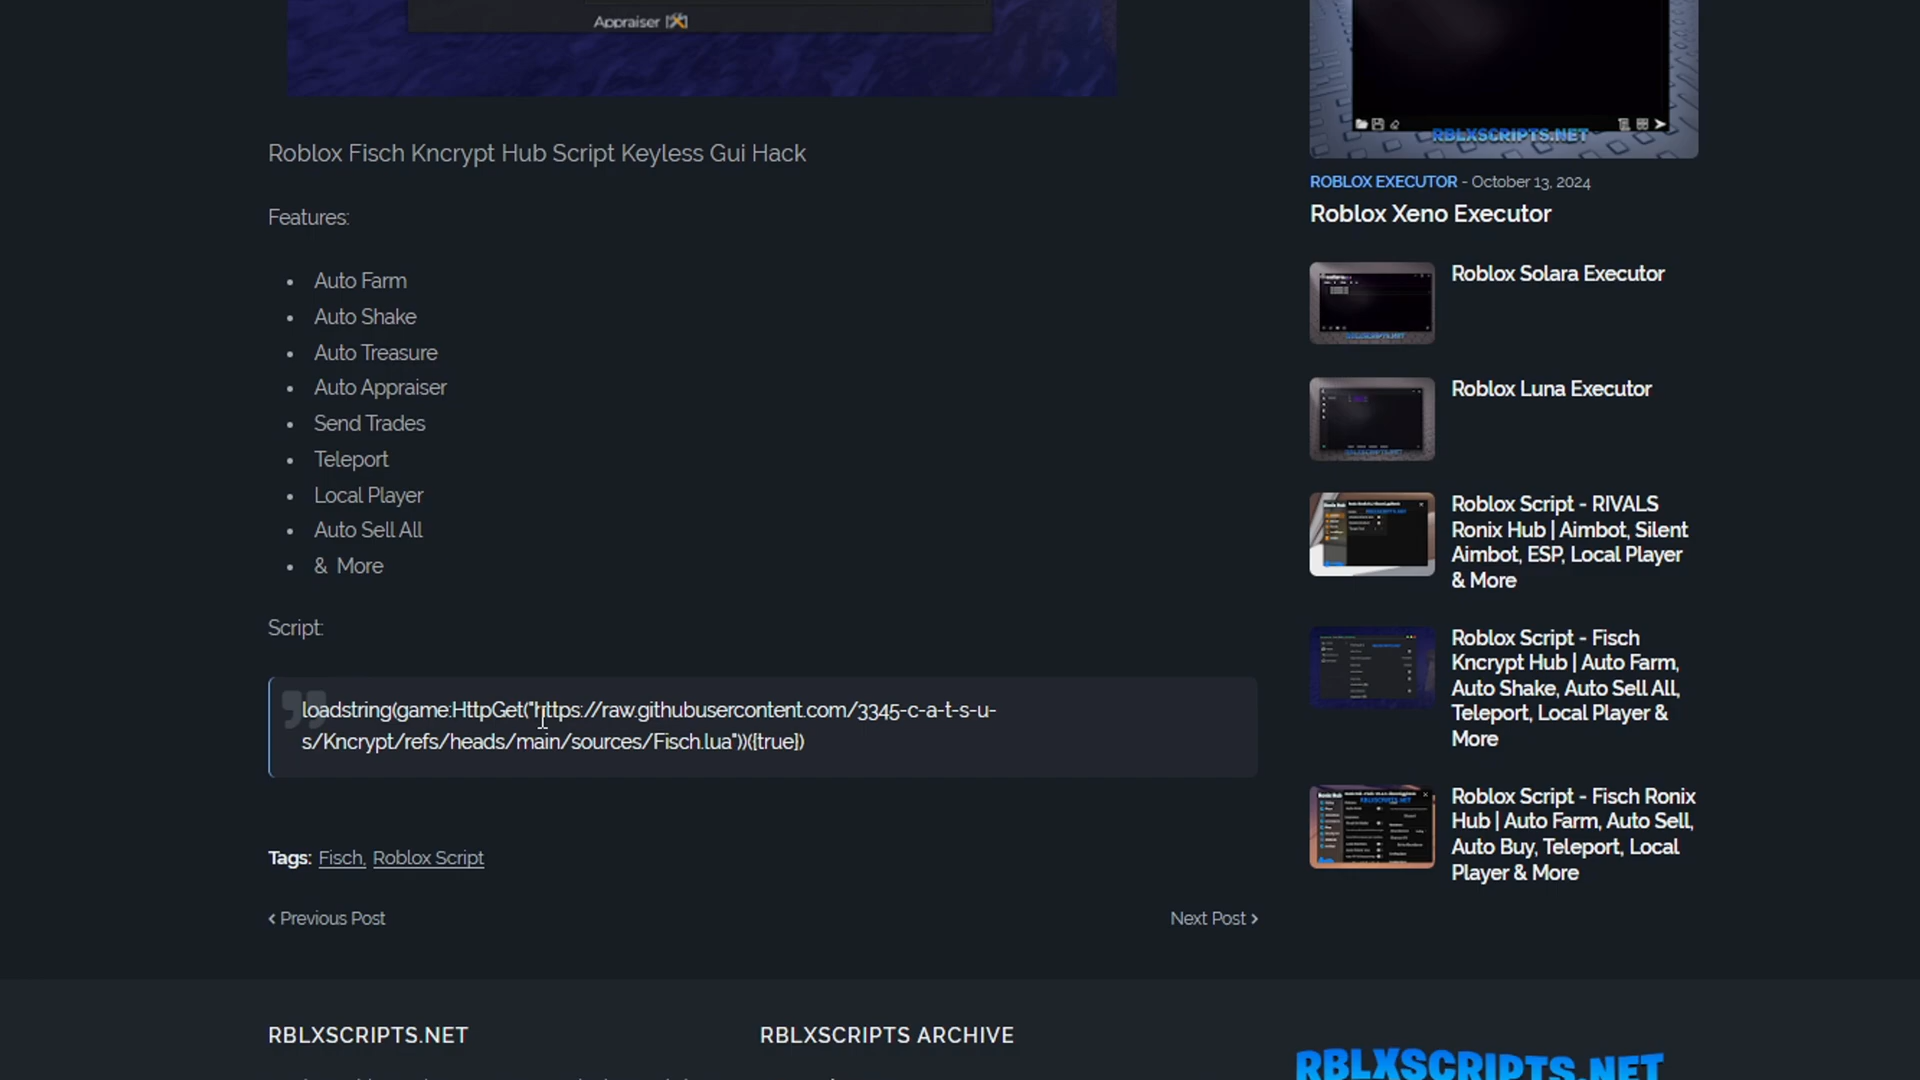 Appraiser [⚔]
RBLXSCRIPTS.NET
Roblox Fisch Kncrypt Hub Script Keyless Gui Hack
Features:
Auto Farm
Auto Shake
Auto Treasure
Auto Appraiser
Send Trades
Teleport
Local Player
Auto Sell All
& More
Script:
loadstring(game:HttpGet("https://raw.githubusercontent.com/3345-c-a-t-s-u-
s/Kncrypt/refs/heads/main/sources/Fisch.lua"))({true})
Tags: Fisch, Roblox Script
‹ Previous Post
Next Post ›
ROBLOX EXECUTOR - October 13, 2024
Roblox Xeno Executor
Roblox Solara Executor
Roblox Luna Executor
Roblox Script - RIVALS
Ronix Hub | Aimbot, Silent
Aimbot, ESP, Local Player
& More
Roblox Script - Fisch
Kncrypt Hub | Auto Farm,
Auto Shake, Auto Sell All,
Teleport, Local Player &
More
Roblox Script - Fisch Ronix
Hub | Auto Farm, Auto Sell,
Auto Buy, Teleport, Local
Player & More
RBLXSCRIPTS.NET
RBLXSCRIPTS ARCHIVE
RBLXSCRIPTS.NET